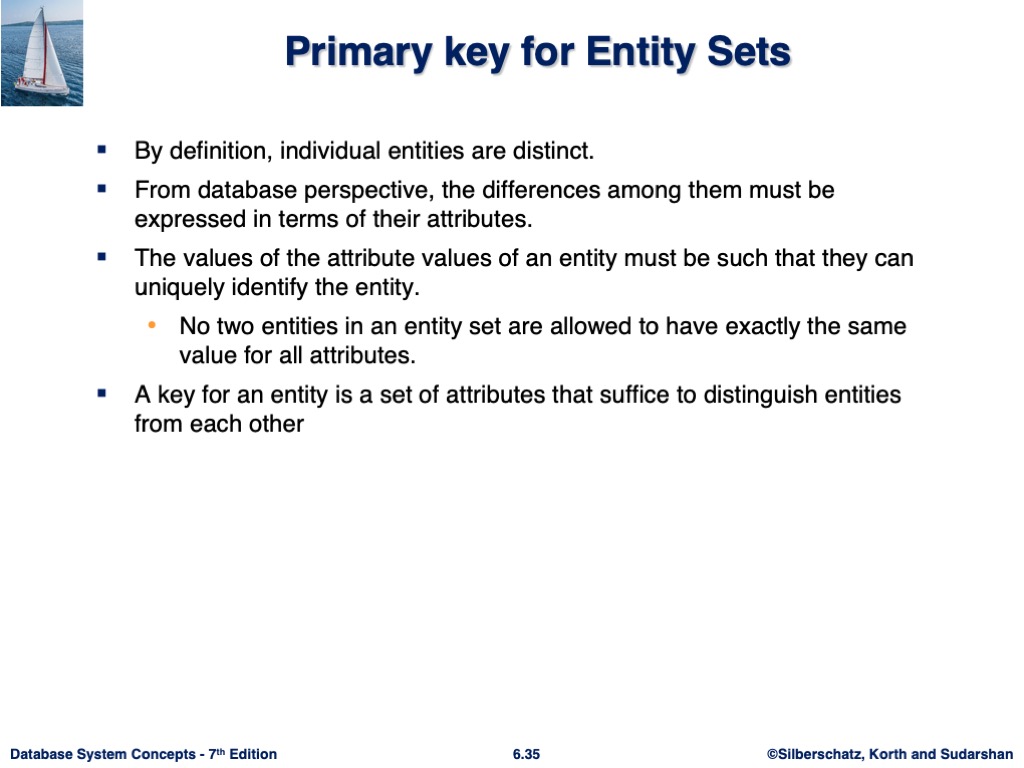 Primary key for Entity Sets
▪ By definition, individual entities are distinct.
▪ From database perspective, the differences among them must be
expressed in terms of their attributes.
▪ The values of the attribute values of an entity must be such that they can
uniquely identify the entity.
• No two entities in an entity set are allowed to have exactly the same
value for all attributes.
▪ A key for an entity is a set of attributes that suffice to distinguish entities
from each other
Database System Concepts - 7th Edition 6.35 ©Silberschatz, Korth and Sudarshan